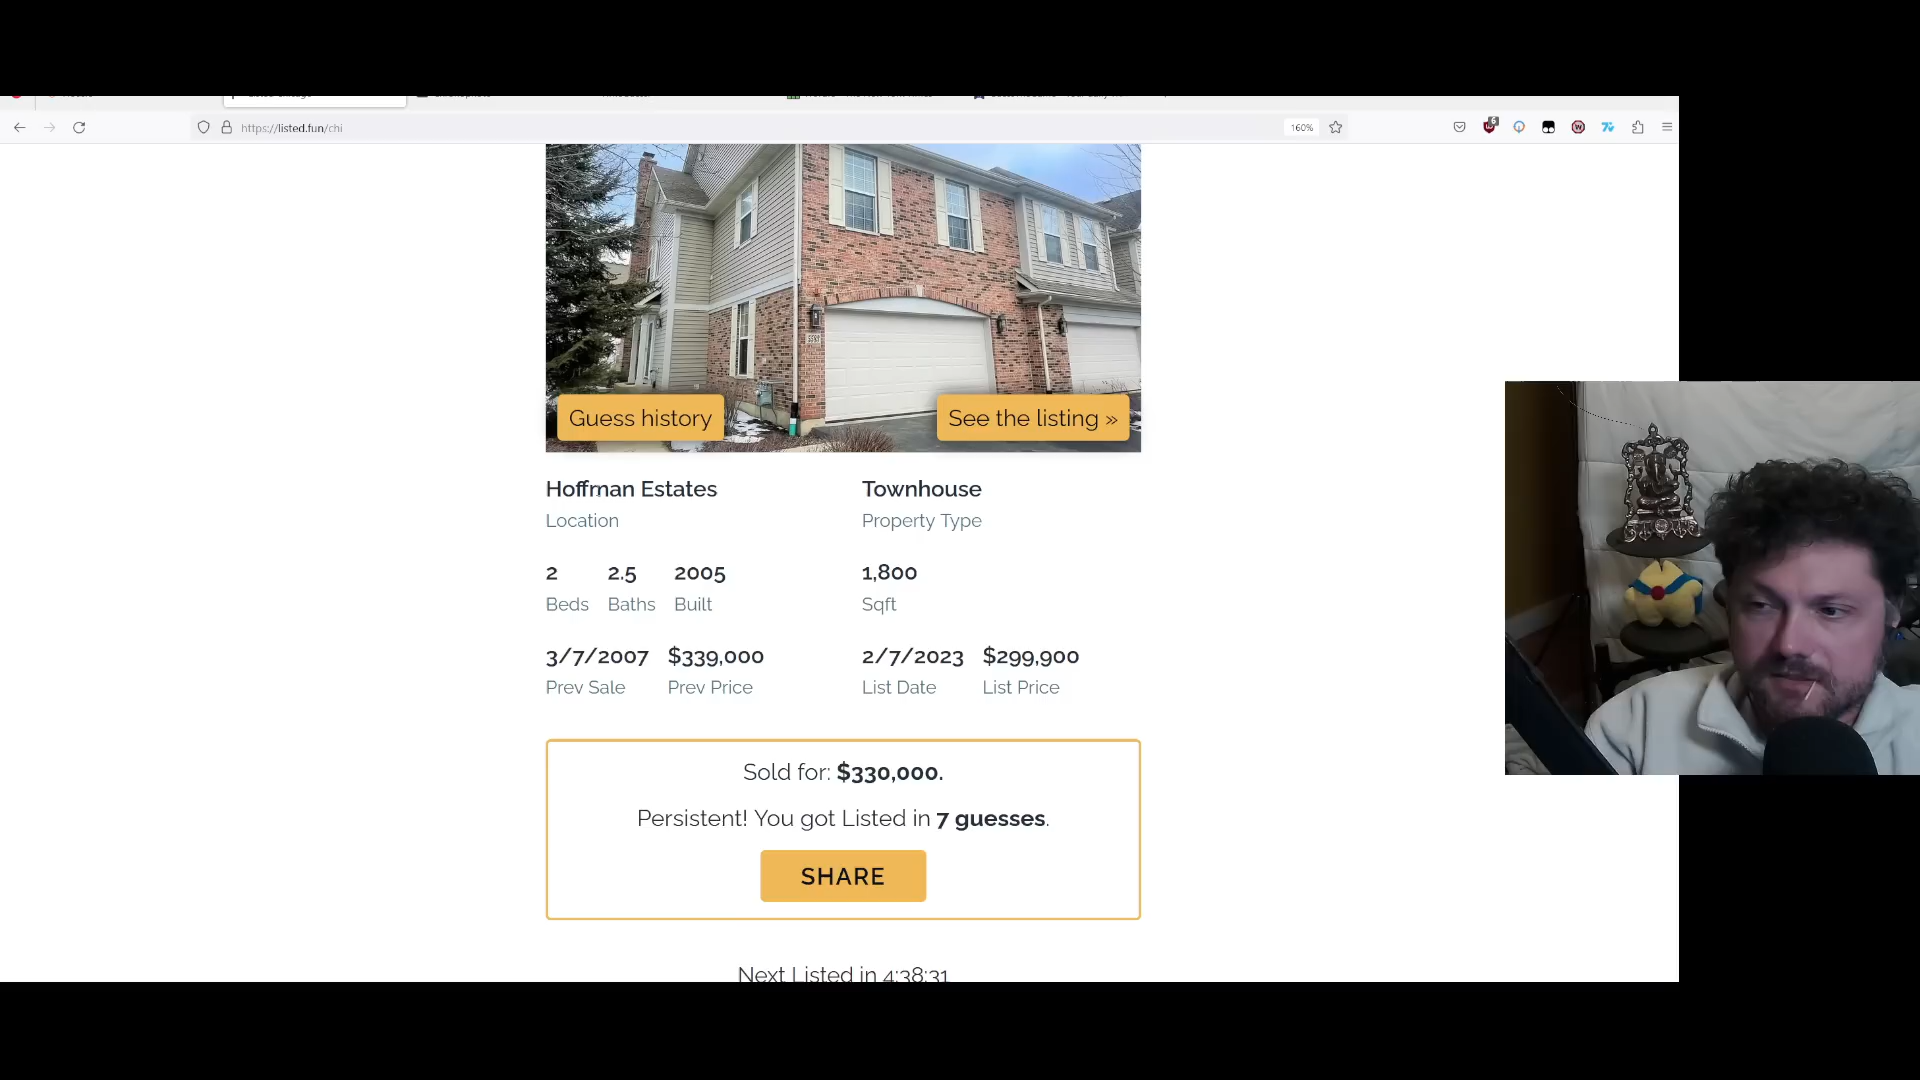 https://listed.fun/chi
160%
6
Guess history
See the listing »
Hoffman Estates
Location
Townhouse
Property Type
2
2.5
2005
Beds
Baths
Built
1,800
Sqft
3/7/2007
$339,000
Prev Sale
Prev Price
2/7/2023
$299,900
List Date
List Price
Sold for: $330,000.
Persistent! You got Listed in 7 guesses.
SHARE
Next Listed in 4:38:31